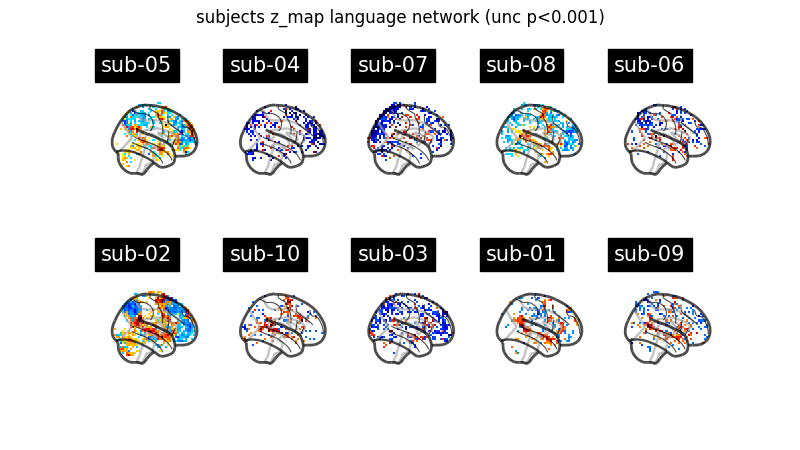 subjects z_map language network (unc p<0.001)
sub-05 sub-04 sub-07 sub-08 sub-06
sub-02 sub-10 sub-03 sub-01 sub-09